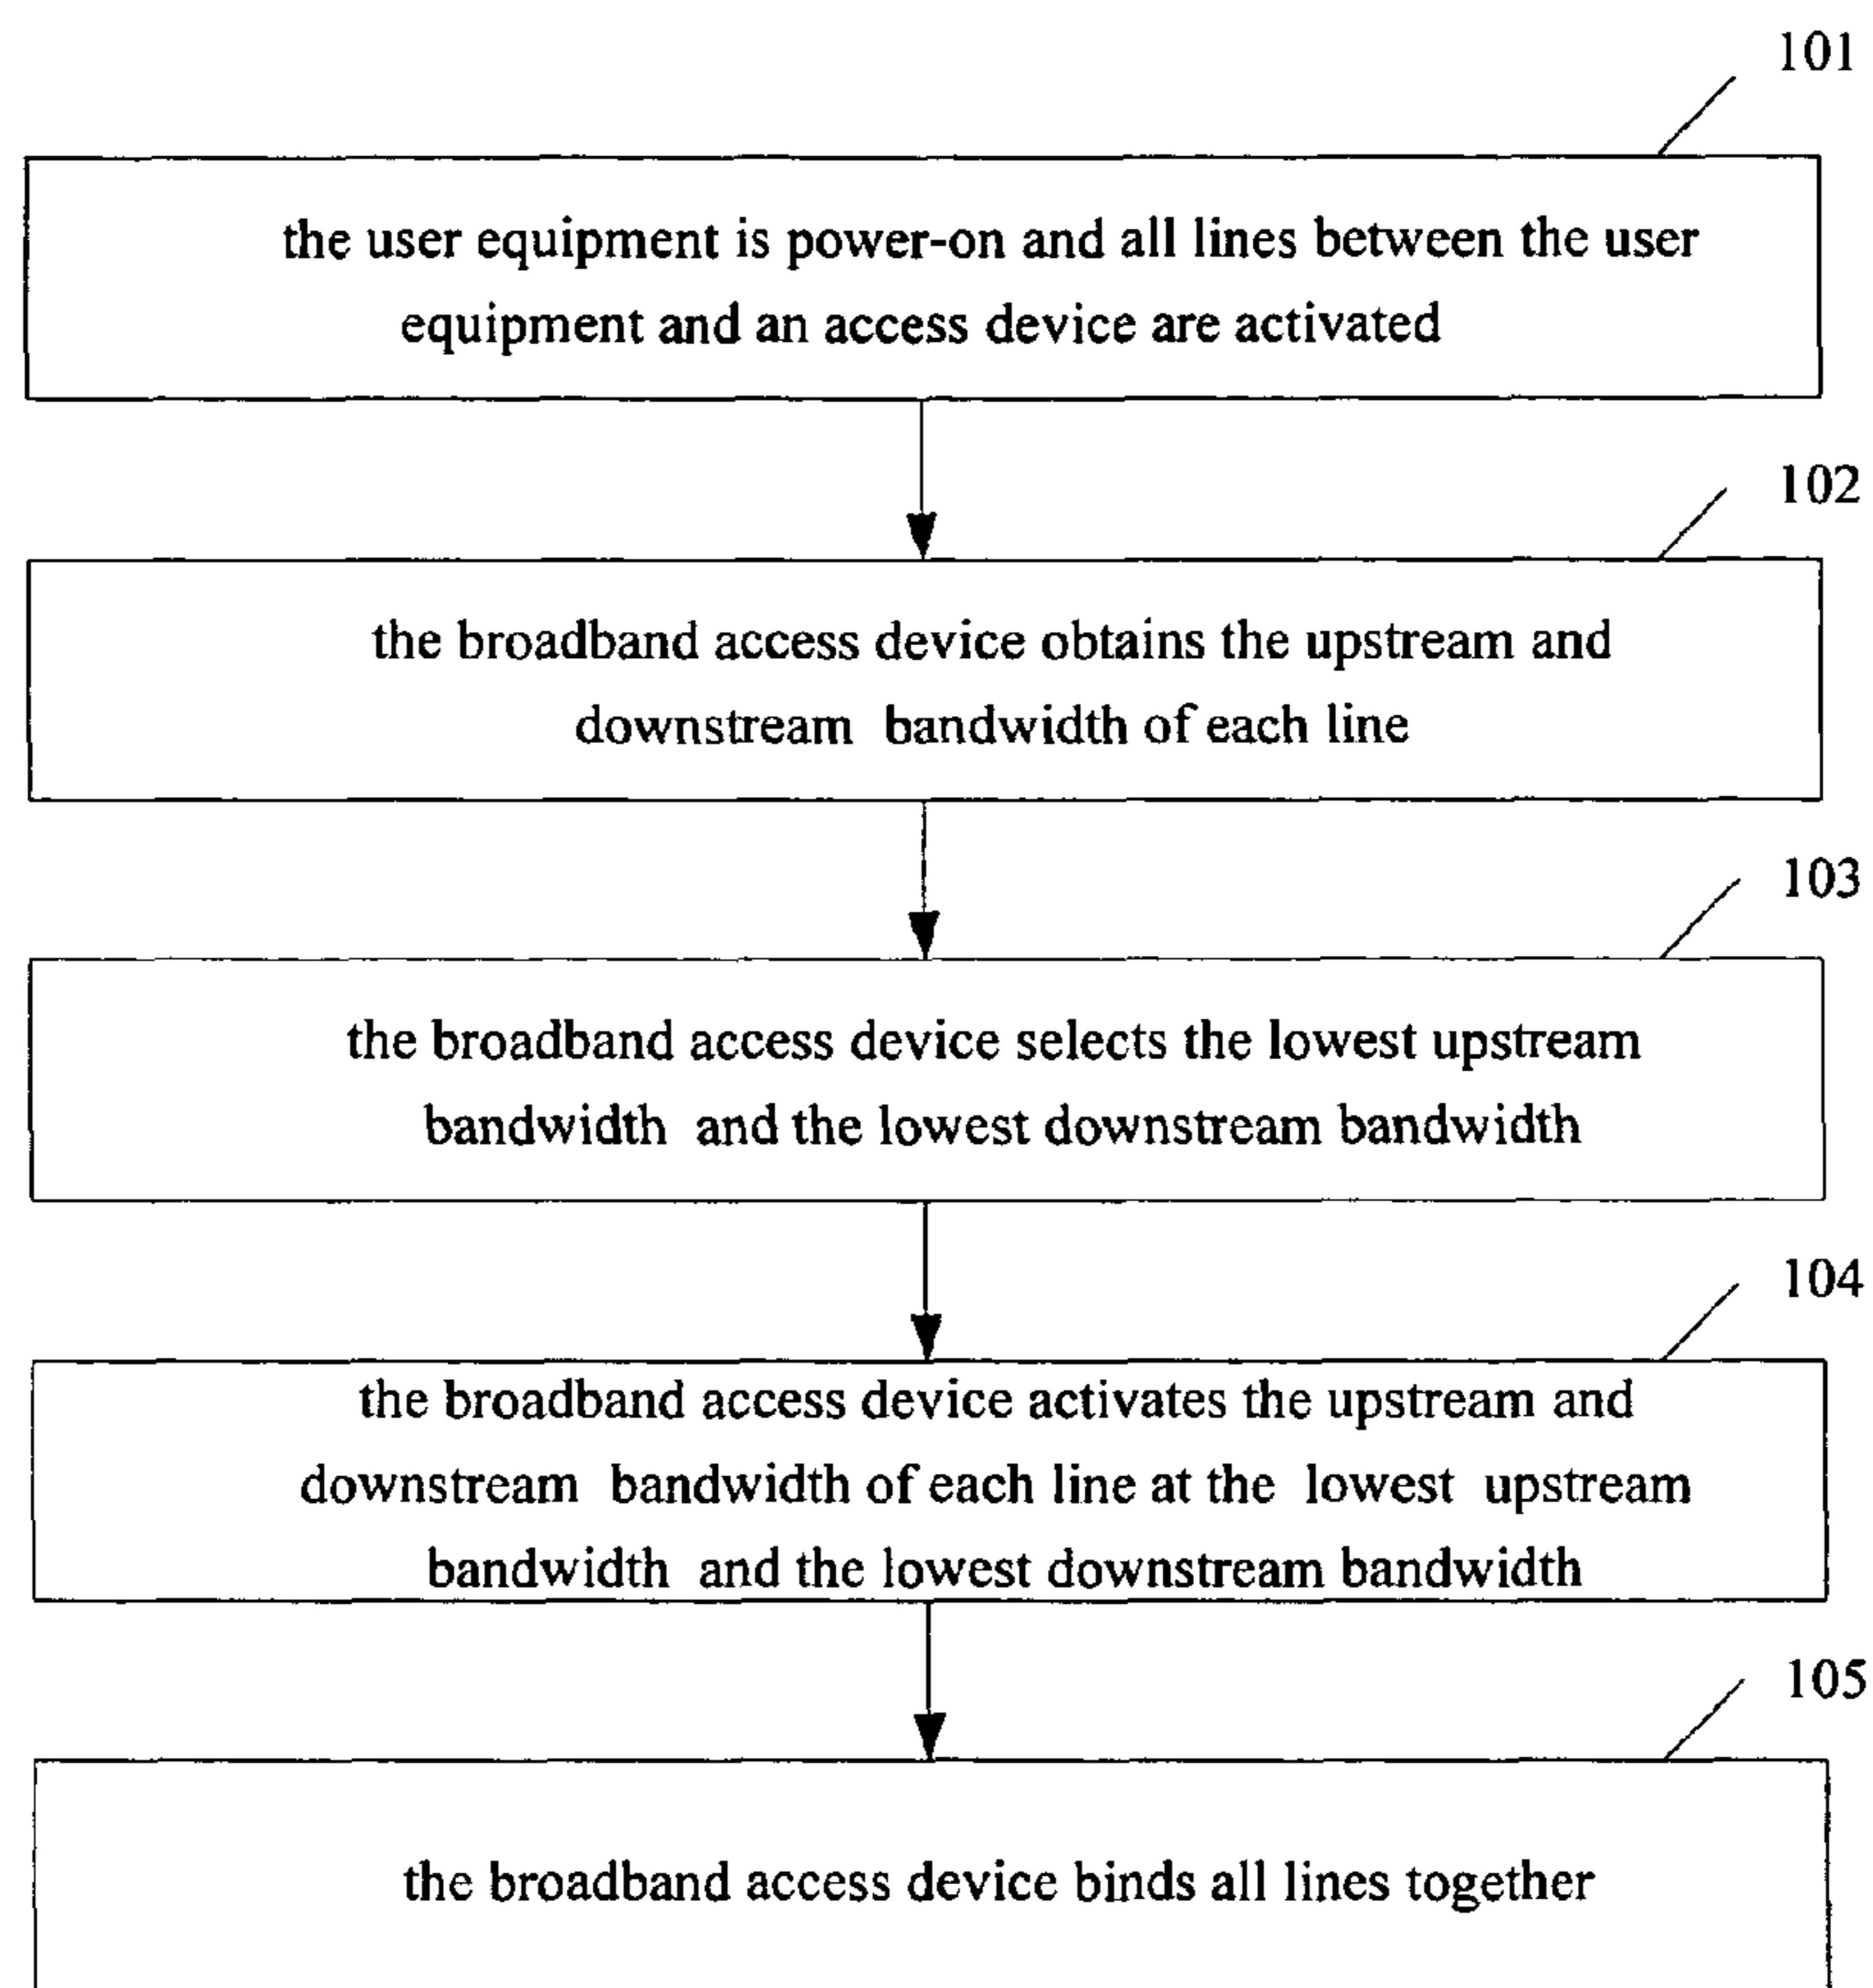 101
the user equipment is power-on and all lines between the user
equipment and an access device are activated
102
the broadband access device obtains the upstream and
downstream bandwidth of each line
103
the broadband access device selects the lowest upstream
bandwidth and the lowest downstream bandwidth
104
the broadband access device activates the upstream and
downstream bandwidth of each line at the lowest upstream
bandwidth and the lowest downstream bandwidth
105
the broadband access device binds all lines together